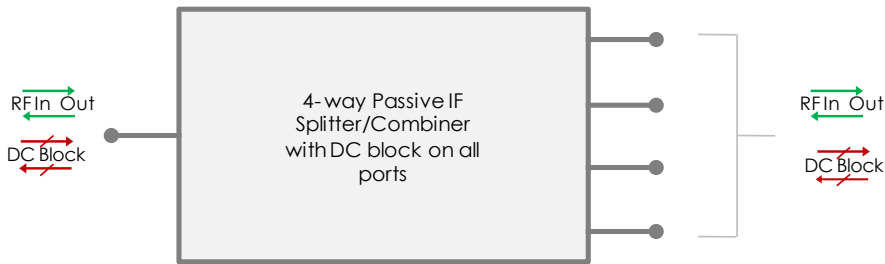 RF In Out
DC Block
4-way Passive IF
Splitter/Combiner
with DC block on all
ports
RF In Out
DC Block